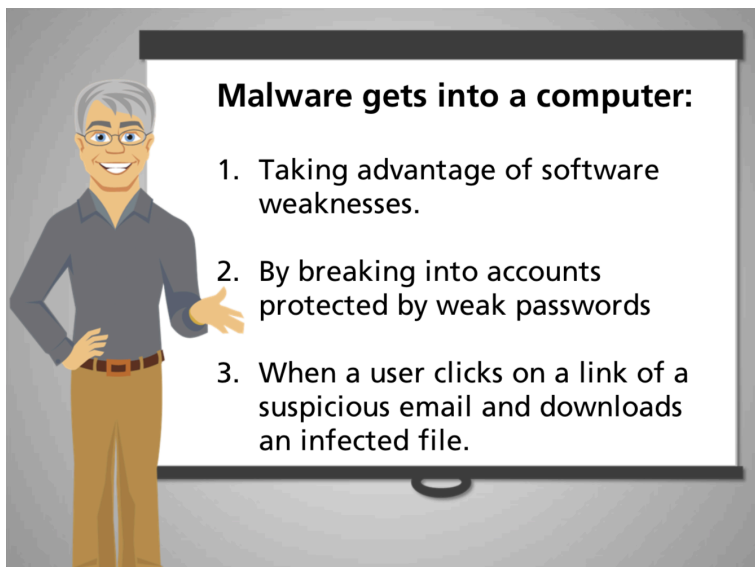 Malware gets into a computer:
1. Taking advantage of software
weaknesses.
2. By breaking into accounts
protected by weak passwords
3. When a user clicks on a link of a
suspicious email and downloads
an infected file.